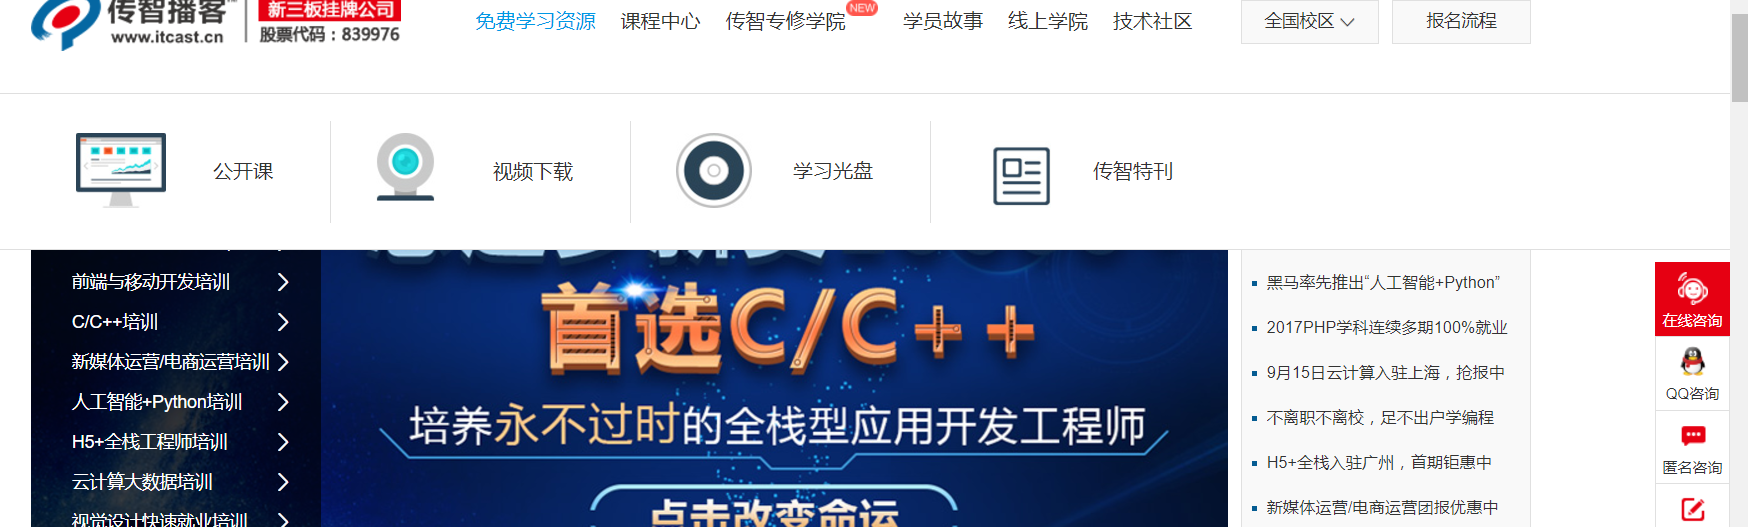 传智播客
www.itcast.cn
新三板挂牌公司
股票代码：839976
免费学习资源 课程中心 传智专修学院 NEW 学员故事 线上学院 技术社区 全国校区 报名流程
公开课 视频下载 学习光盘 传智特刊
前端与移动开发培训
C/C++培训
新媒体运营/电商运营培训
人工智能+Python培训
H5+全栈工程师培训
云计算大数据培训
视觉设计快速就业培训
首选C/C++
培养永不过时的全栈型应用开发工程师
点击改变命运
黑马率先推出“人工智能+Python”
2017PHP学科连续多期100%就业
9月15日云计算入驻上海，抢报中
不离职不离校，足不出户学编程
H5+全栈入驻广州，首期钜惠中
新媒体运营/电商运营团报优惠中
在线咨询
QQ咨询
匿名咨询